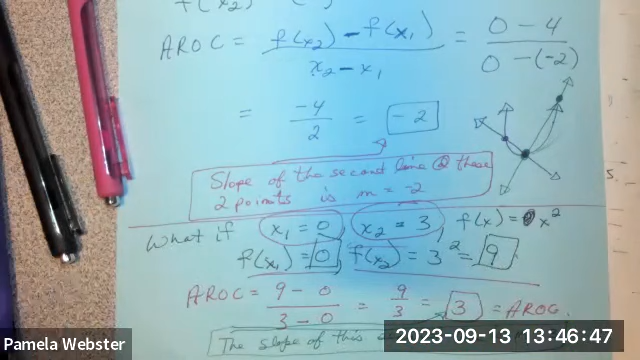 f(x₂)
AROC = f(x₂) - f(x₁) / x₂ - x₁ = 0 - 4 / 0 - (-2)
= -4 / 2 = -2
Slope of the secant line @ these
2 points is m = -2
What if x₁ = 0, x₂ = 3, f(x) = x²
f(x₁) = 0, f(x₂) = 3² = 9
AROC = 9 - 0 / 3 - 0 = 9 / 3 = 3 = AROC.
The slope of this
Pamela Webster
2023-09-13 13:46:47